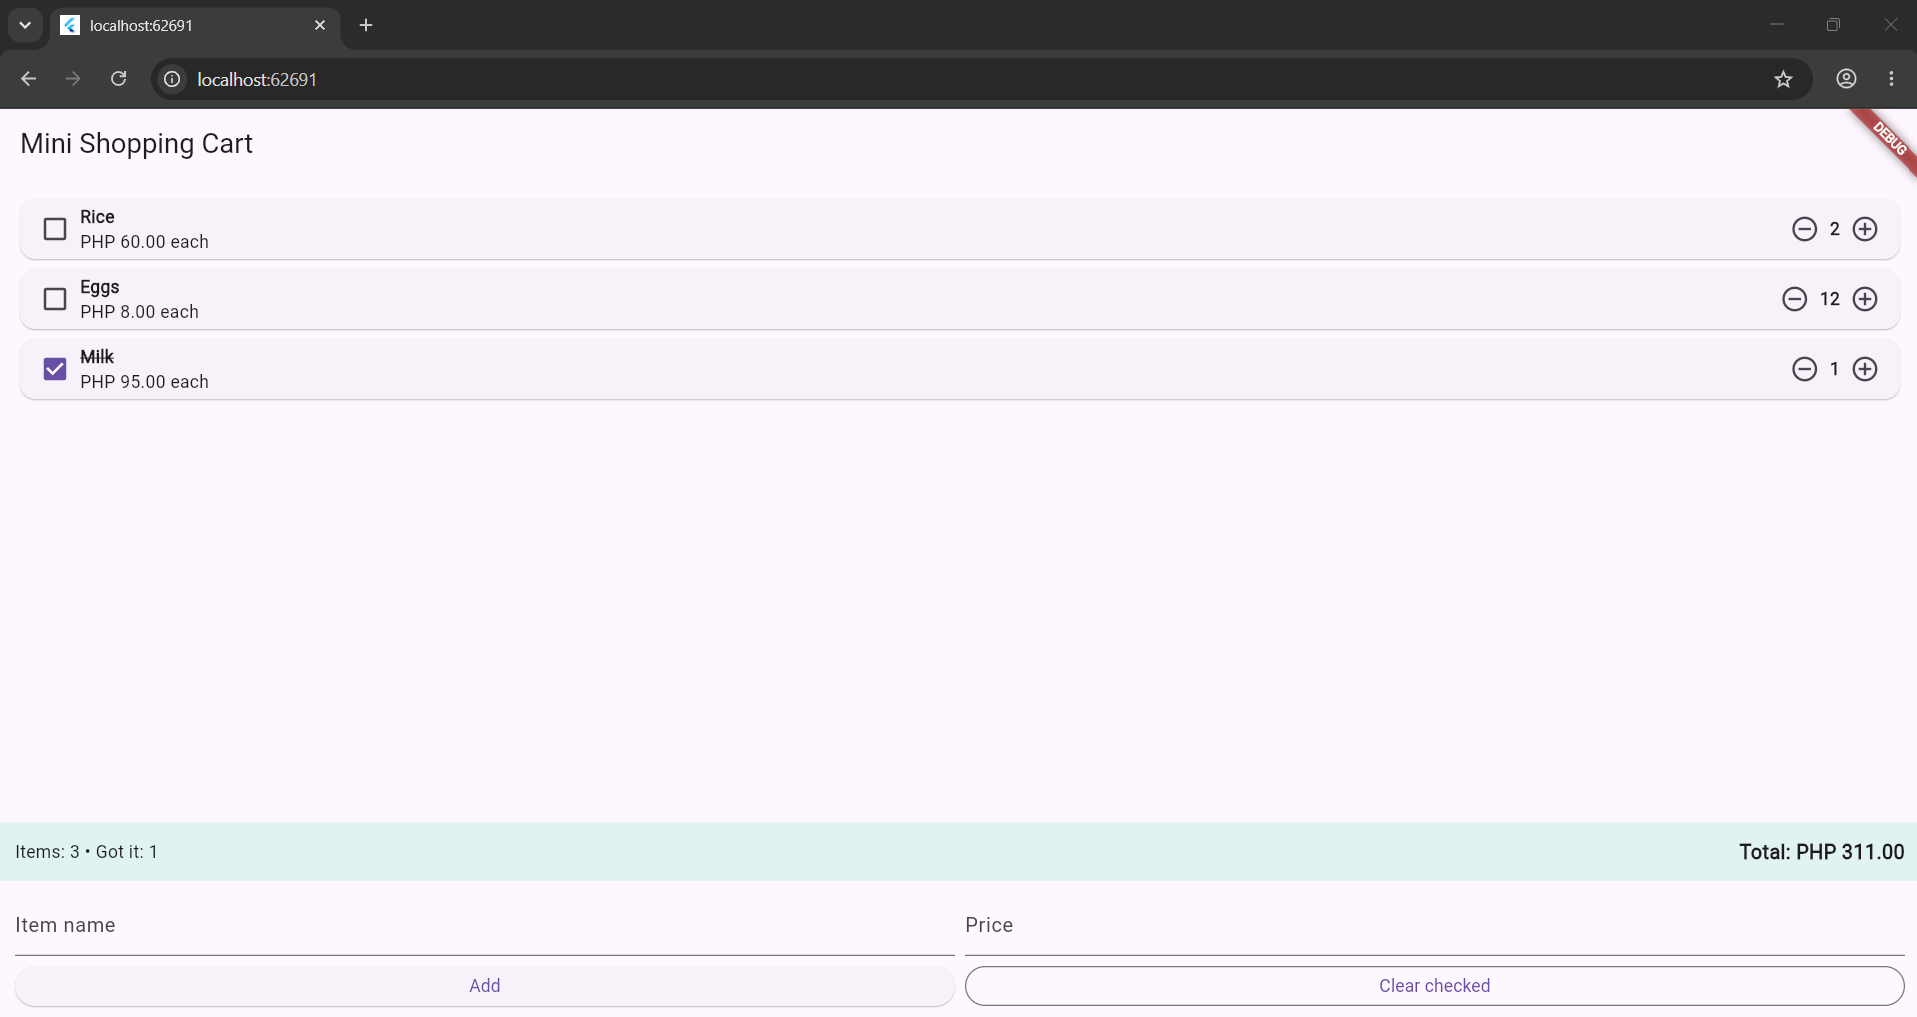 localhost:62691
localhost:62691
DEBUG
Mini Shopping Cart
Rice
PHP 60.00 each
2
Eggs
PHP 8.00 each
12
Milk
PHP 95.00 each
1
Items: 3 • Got it: 1
Total: PHP 311.00
Item name
Price
Add
Clear checked